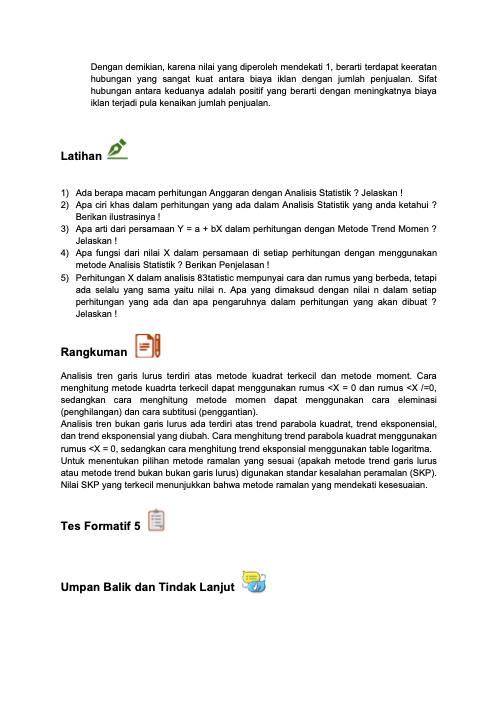 Dengan demikian, karena nilai yang diperoleh mendekati 1, berarti terdapat keeratan
hubungan yang sangat kuat antara biaya iklan dengan jumlah penjualan. Sifat
hubungan antara keduanya adalah positif yang berarti dengan meningkatnya biaya
iklan terjadi pula kenaikan jumlah penjualan.
Latihan
1) Ada berapa macam perhitungan Anggaran dengan Analisis Statistik ? Jelaskan !
2) Apa ciri khas dalam perhitungan yang ada dalam Analisis Statistik yang anda ketahui ?
Berikan ilustrasinya !
3) Apa arti dari persamaan Y = a + bX dalam perhitungan dengan Metode Trend Momen ?
Jelaskan !
4) Apa fungsi dari nilai X dalam persamaan di setiap perhitungan dengan menggunakan
metode Analisis Statistik ? Berikan Penjelasan !
5) Perhitungan X dalam analisis 83tatistic mempunyai cara dan rumus yang berbeda, tetapi
ada selalu yang sama yaitu nilai n. Apa yang dimaksud dengan nilai n dalam setiap
perhitungan yang ada dan apa pengaruhnya dalam perhitungan yang akan dibuat ?
Jelaskan !
Rangkuman
Analisis tren garis lurus terdiri atas metode kuadrat terkecil dan metode moment. Cara
menghitung metode kuadrta terkecil dapat menggunakan rumus <X = 0 dan rumus <X /=0,
sedangkan cara menghitung metode momen dapat menggunakan cara eleminasi
(penghilangan) dan cara subtitusi (penggantian).
Analisis tren bukan garis lurus ada terdiri atas trend parabola kuadrat, trend eksponensial,
dan trend eksponensial yang diubah. Cara menghitung trend parabola kuadrat menggunakan
rumus <X = 0, sedangkan cara menghitung trend eksponsial menggunakan table logaritma.
Untuk menentukan pilihan metode ramalan yang sesuai (apakah metode trend garis lurus
atau metode trend bukan bukan garis lurus) digunakan standar kesalahan peramalan (SKP).
Nilai SKP yang terkecil menunjukkan bahwa metode ramalan yang mendekati kesesuaian.
Tes Formatif 5
Umpan Balik dan Tindak Lanjut